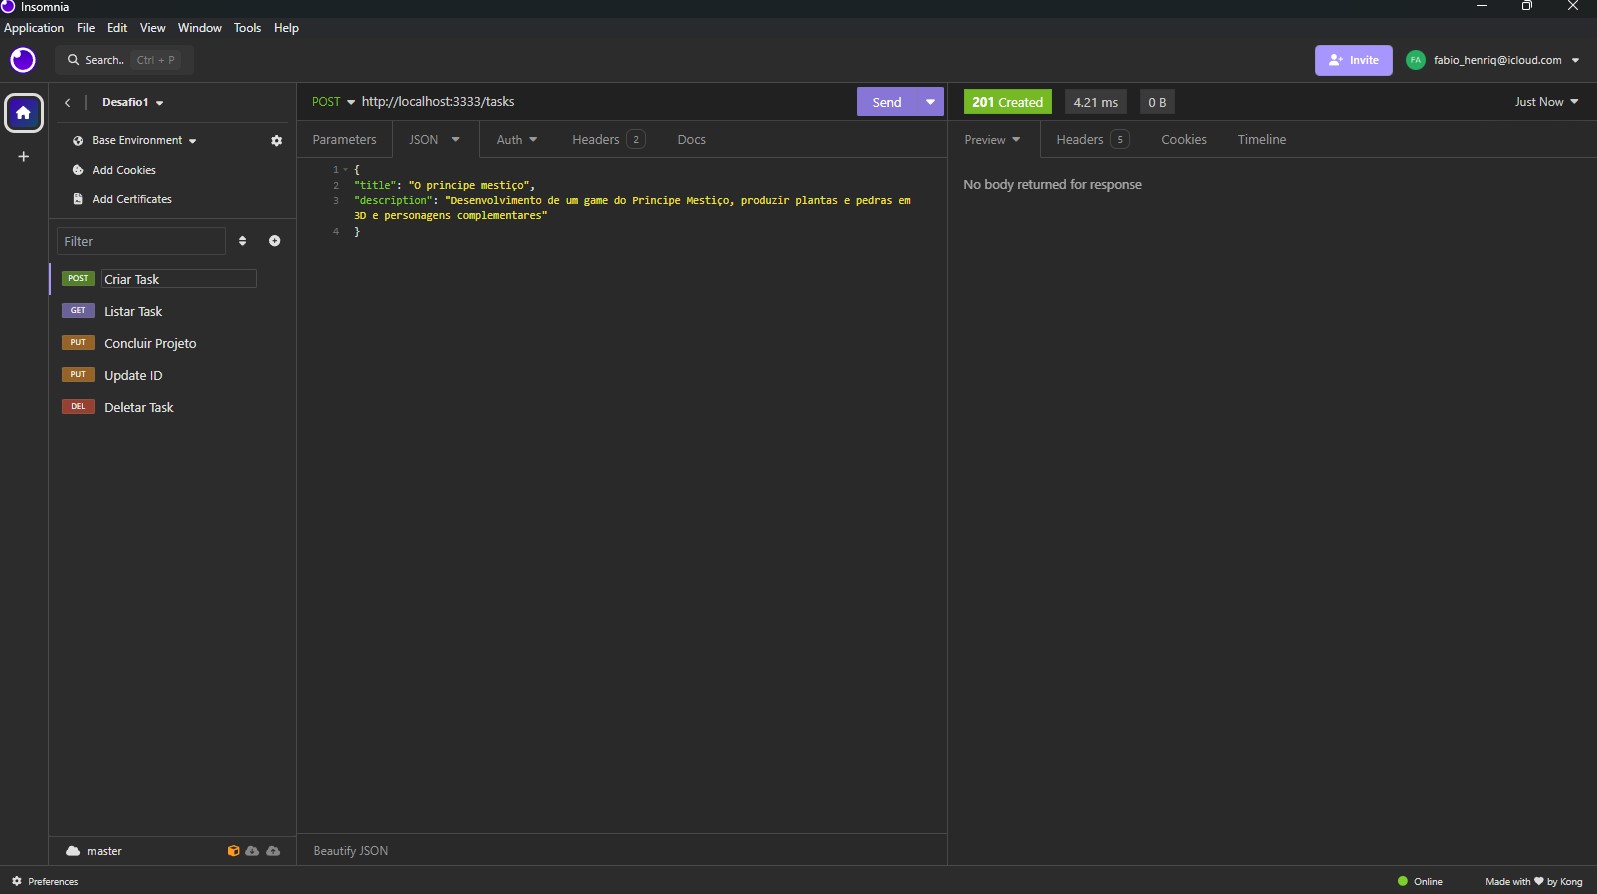 Insomnia
Application File Edit View Window Tools Help
Search.. Ctrl + P
Invite
FA fabio_henriq@icloud.com
Desafio1
Base Environment
Add Cookies
Add Certificates
Filter
POST Criar Task
GET Listar Task
PUT Concluir Projeto
PUT Update ID
DEL Deletar Task
master
POST http://localhost:3333/tasks
Send
Parameters JSON Auth Headers 2 Docs
1 {
2 "title": "O principe mestiço",
3 "description": "Desenvolvimento de um game do Principe Mestiço, produzir plantas e pedras em
3D e personagens complementares"
4 }
Beautify JSON
201 Created 4.21 ms 0 B
Just Now
Preview Headers 5 Cookies Timeline
No body returned for response
Preferences
Online
Made with ♥ by Kong